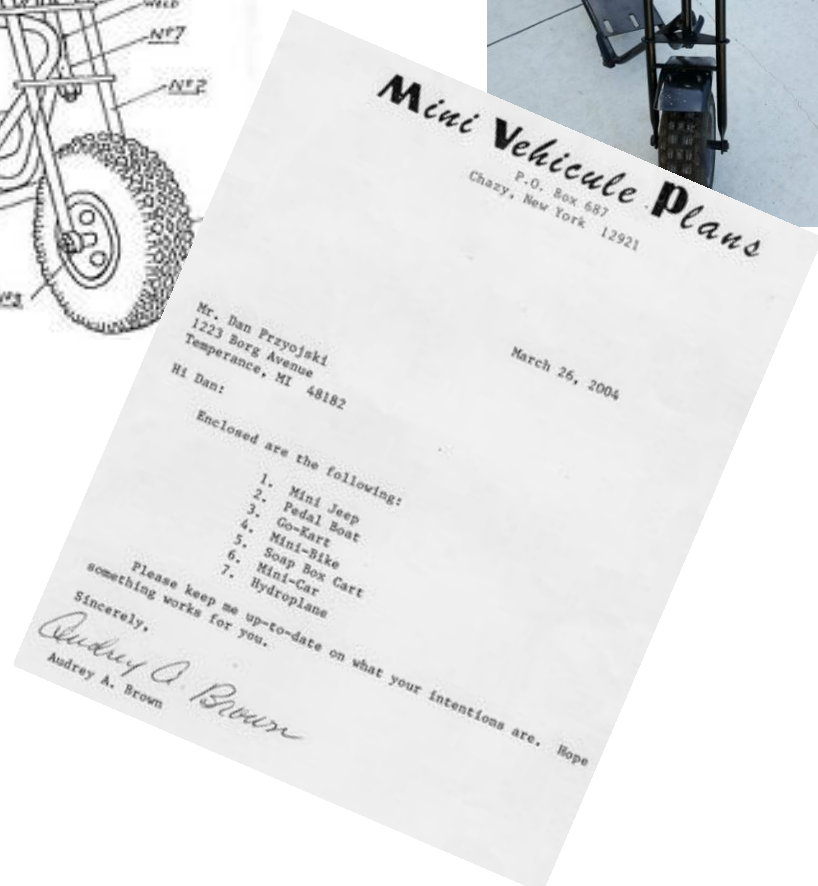 WELD
Nº7
Nº2
Nº3
Mini Vehicule Plans
P.O. Box 687
Chazy, New York 12921
March 26, 2004
Mr. Dan Przyojski
1223 Borg Avenue
Temperance, MI 48182
Hi Dan:
Enclosed are the following:
1. Mini Jeep
2. Pedal Boat
3. Go-Kart
4. Mini-Bike
5. Soap Box Cart
6. Mini-Car
7. Hydroplane
Please keep me up-to-date on what your intentions are. Hope
something works for you.
Sincerely,
Audrey A. Brown
Audrey A. Brown